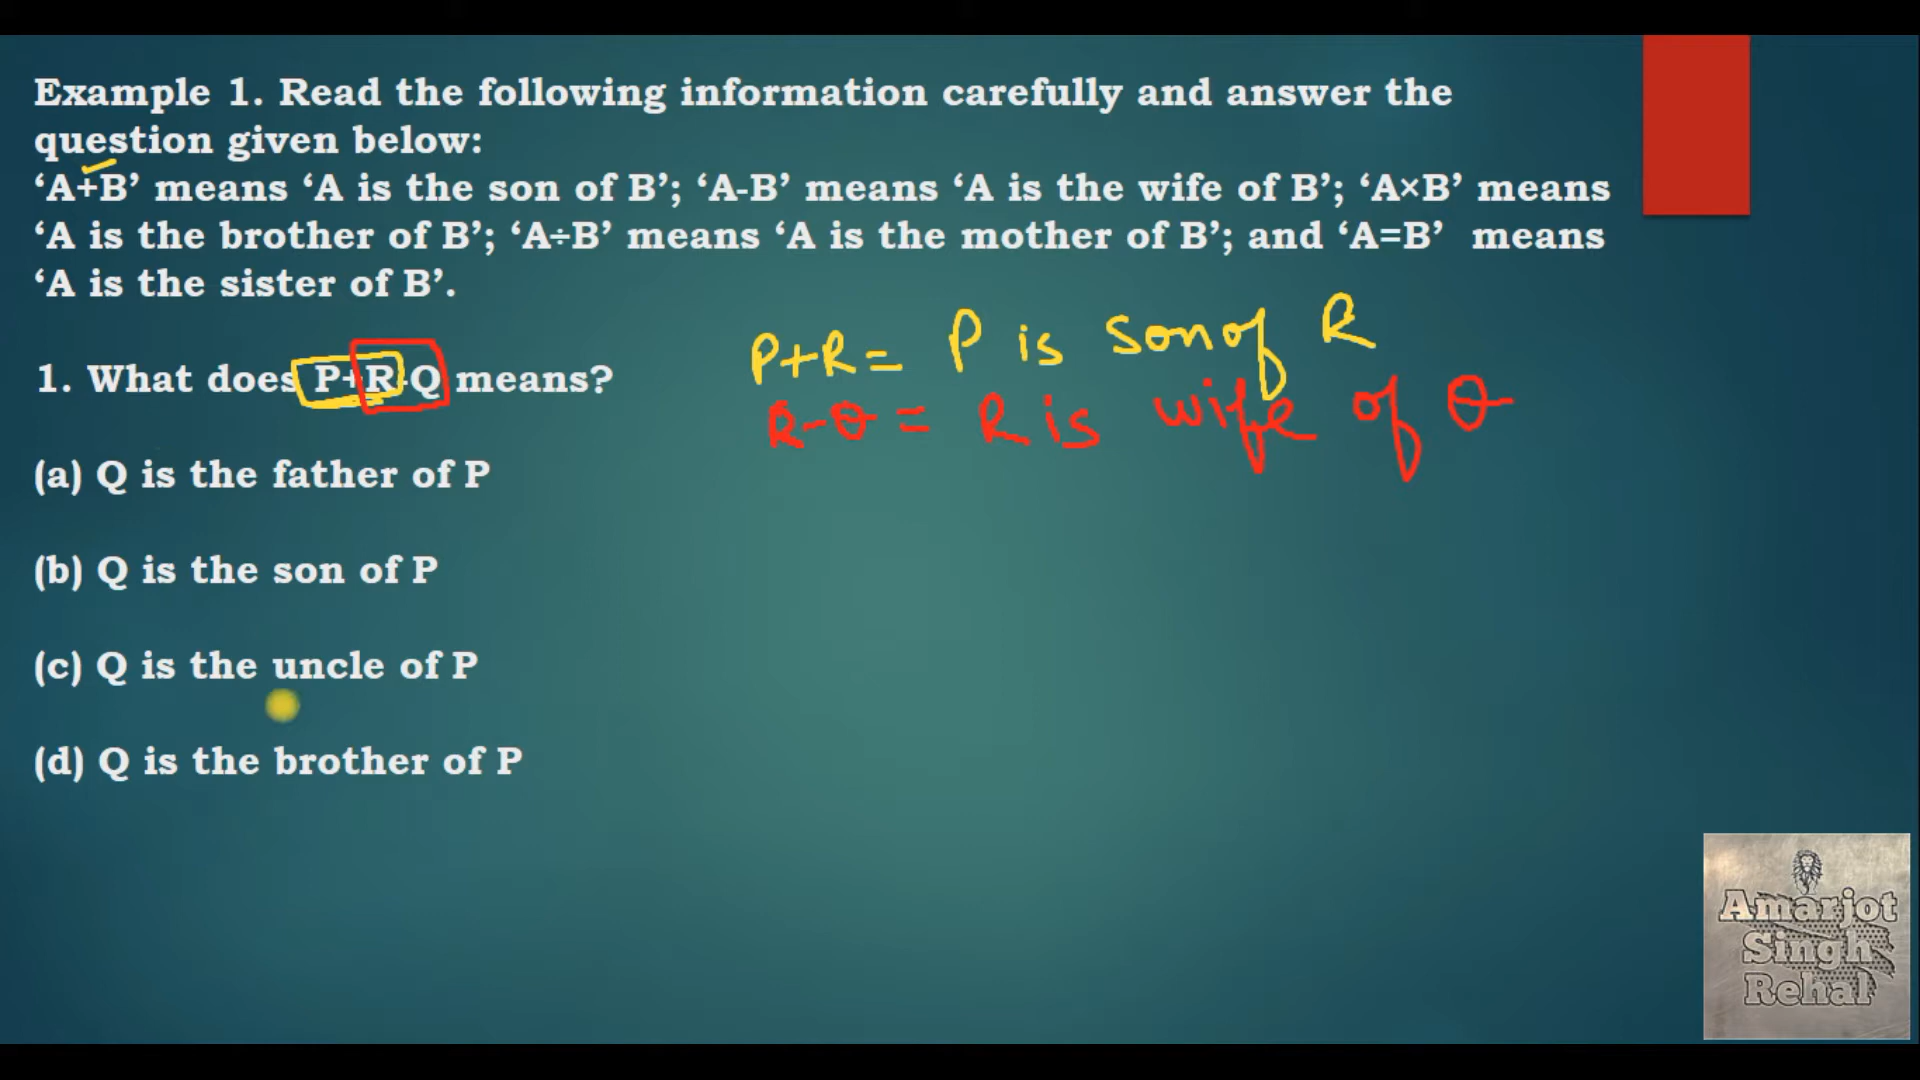 Example 1. Read the following information carefully and answer the
question given below:
‘A+B’ means ‘A is the son of B’; ‘A-B’ means ‘A is the wife of B’; ‘A×B’ means
‘A is the brother of B’; ‘A÷B’ means ‘A is the mother of B’; and ‘A=B’ means
‘A is the sister of B’.
P+R = P is son of R
1. What does P+R-Q means?
R-Q = R is wife of Q
(a) Q is the father of P
(b) Q is the son of P
(c) Q is the uncle of P
(d) Q is the brother of P
Amarjot
Singh
Rehal